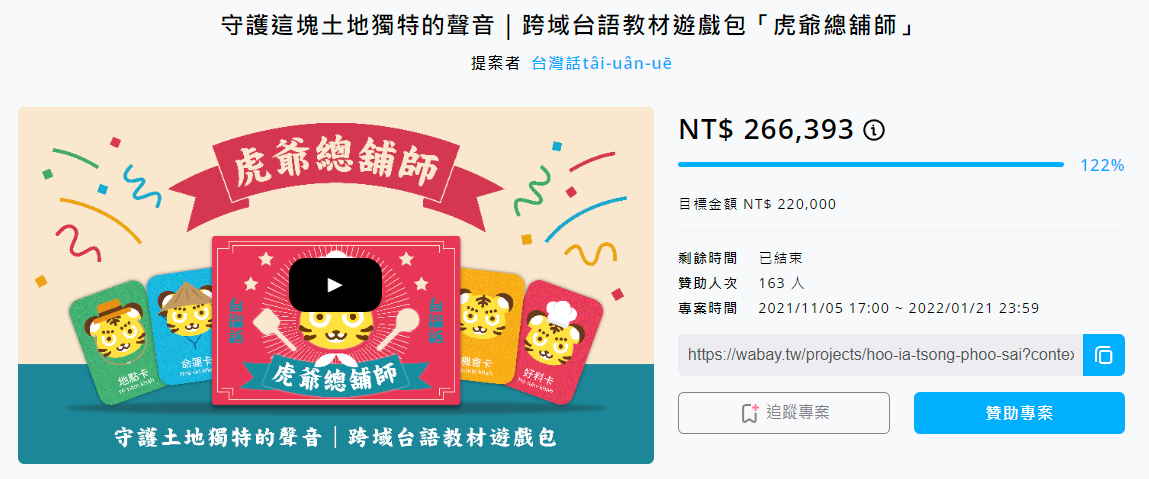 守護這塊土地獨特的聲音｜跨域台語教材遊戲包「虎爺總舖師」
提案者 台灣話tâi-uân-uē
虎爺總舖師
台灣話
台灣話
地點卡
命運卡
機會卡
好料卡
虎爺總舖師
守護土地獨特的聲音｜跨域台語教材遊戲包
NT$ 266,393
122%
目標金額 NT$ 220,000
剩餘時間 已結束
贊助人次 163 人
專案時間 2021/11/05 17:00 ~ 2022/01/21 23:59
https://wabay.tw/projects/hoo-ia-tsong-phoo-sai?contex
追蹤專案
贊助專案